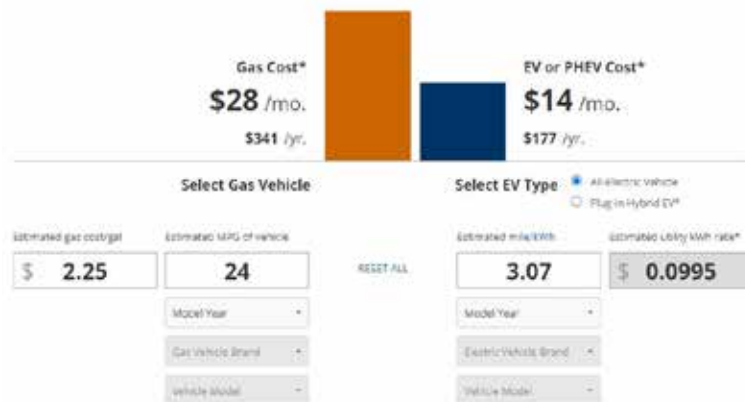 Gas Cost*
$28 /mo.
$341 /yr.
EV or PHEV Cost*
$14 /mo.
$177 /yr.
Select Gas Vehicle
Select EV Type
All-Electric Vehicle
Plug-in Hybrid EV*
Estimated gas cost/gal
$ 2.25
Estimated MPG of vehicle
24
RESET ALL
Estimated mile/kWh
3.07
Estimated utility kWh rate*
$ 0.0995
Model Year
Gas Vehicle Brand
Vehicle Model
Model Year
Electric Vehicle Brand
Vehicle Model